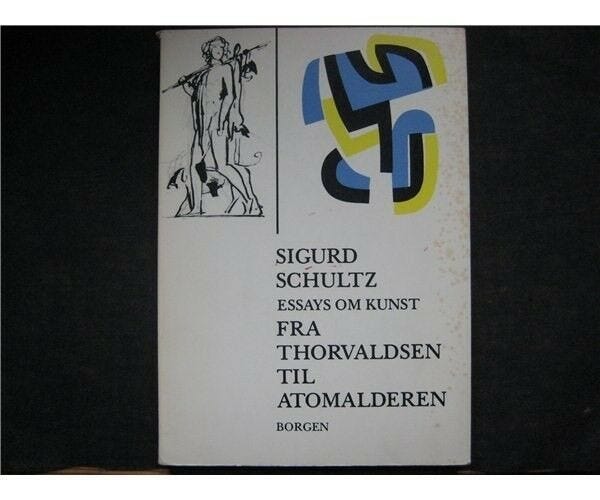 SIGURD
SCHULTZ
ESSAYS OM KUNST
FRA
THORVALDSEN
TIL
ATOMALDEREN
BORGEN